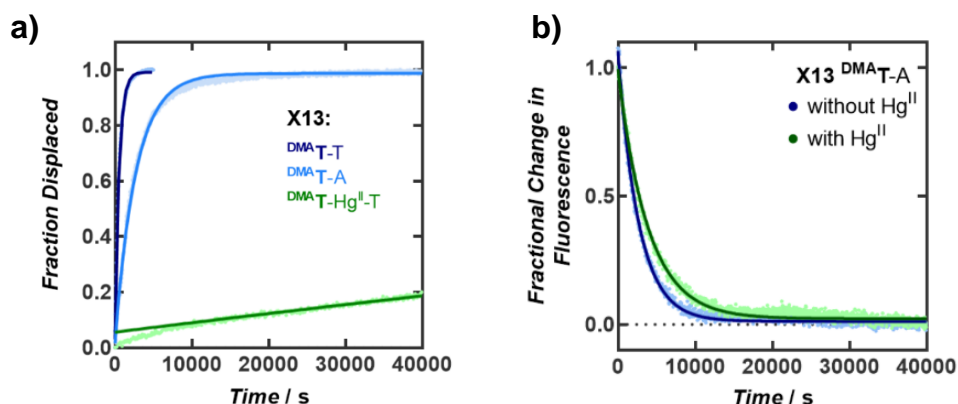 a)
Fraction Displaced
1.0
0.8
0.6
0.4
0.2
0.0
X13:
ᴰᴹᴬT-T
ᴰᴹᴬT-A
ᴰᴹᴬT-Hgᴵᴵ-T
0 10000 20000 30000 40000
Time / s
b)
Fractional Change in
Fluorescence
1.0
0.5
0.0
X13 ᴰᴹᴬT-A
without Hgᴵᴵ
with Hgᴵᴵ
0 10000 20000 30000 40000
Time / s